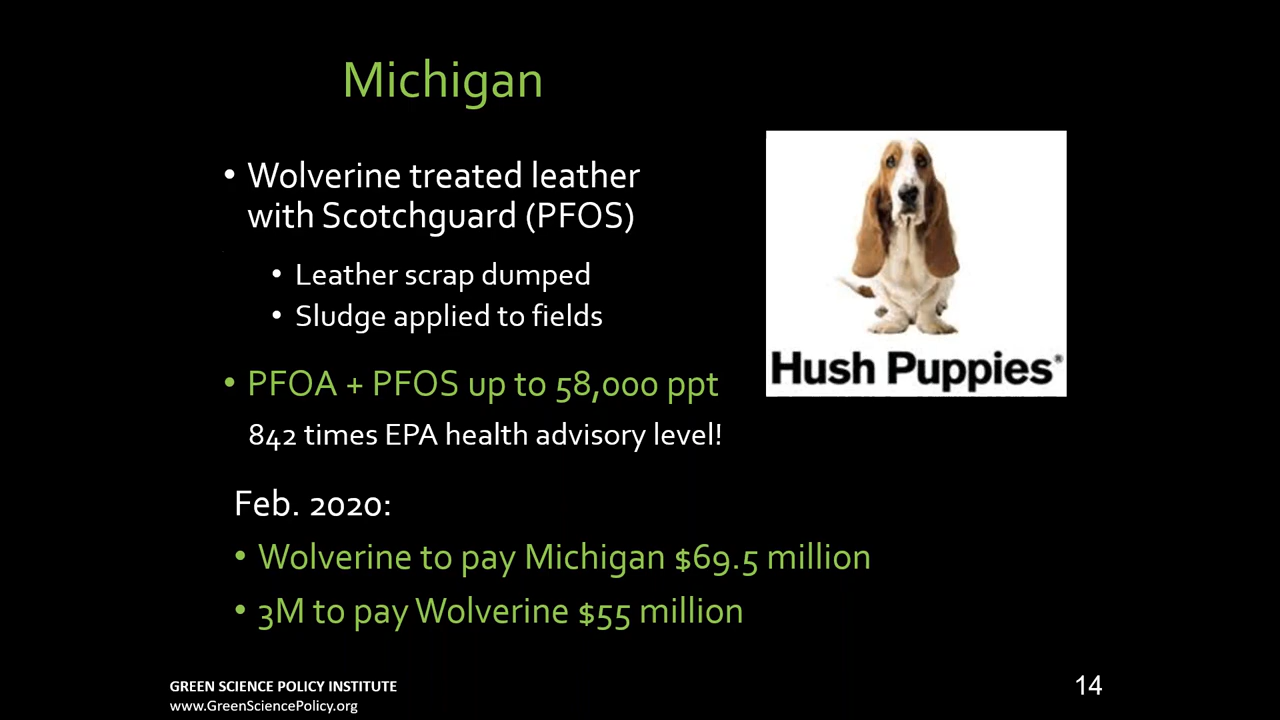 Michigan
• Wolverine treated leather
with Scotchguard (PFOS)
• Leather scrap dumped
• Sludge applied to fields
Hush Puppies®
• PFOA + PFOS up to 58,000 ppt
842 times EPA health advisory level!
Feb. 2020:
• Wolverine to pay Michigan $69.5 million
• 3M to pay Wolverine $55 million
GREEN SCIENCE POLICY INSTITUTE
www.GreenSciencePolicy.org
14